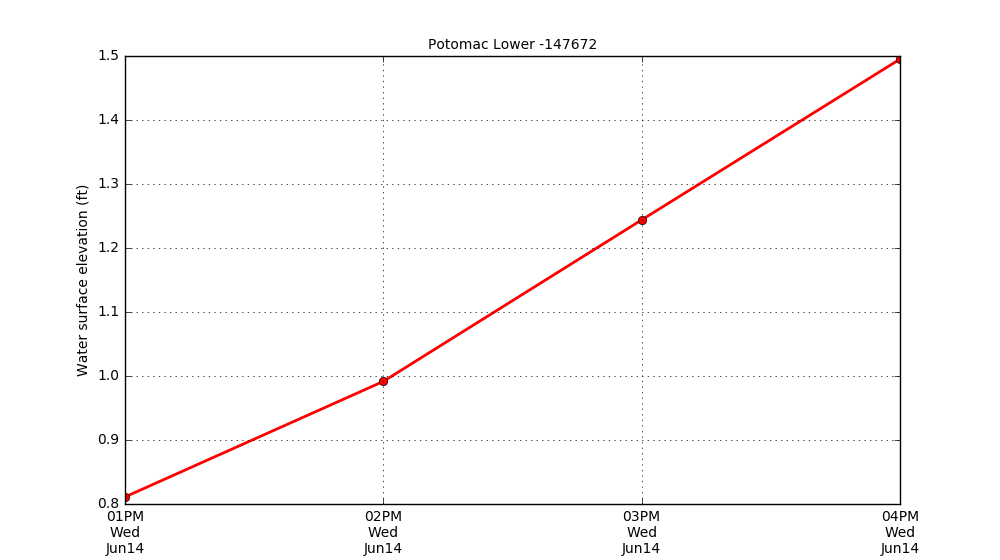 Potomac Lower -147672
Water surface elevation (ft)
1.5
1.4
1.3
1.2
1.1
1.0
0.9
0.8
01PM
Wed
Jun14
02PM
Wed
Jun14
03PM
Wed
Jun14
04PM
Wed
Jun14